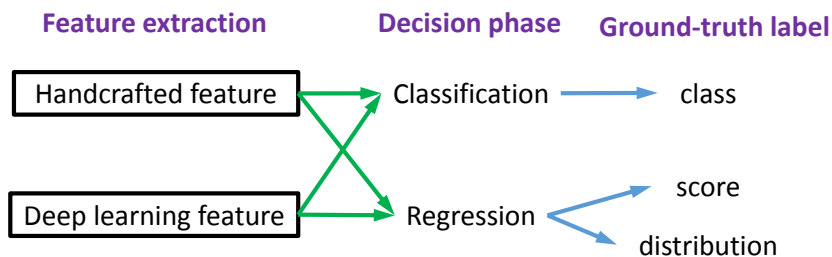 Feature extraction
Decision phase
Ground-truth label
Handcrafted feature
Classification
class
Deep learning feature
Regression
score
distribution